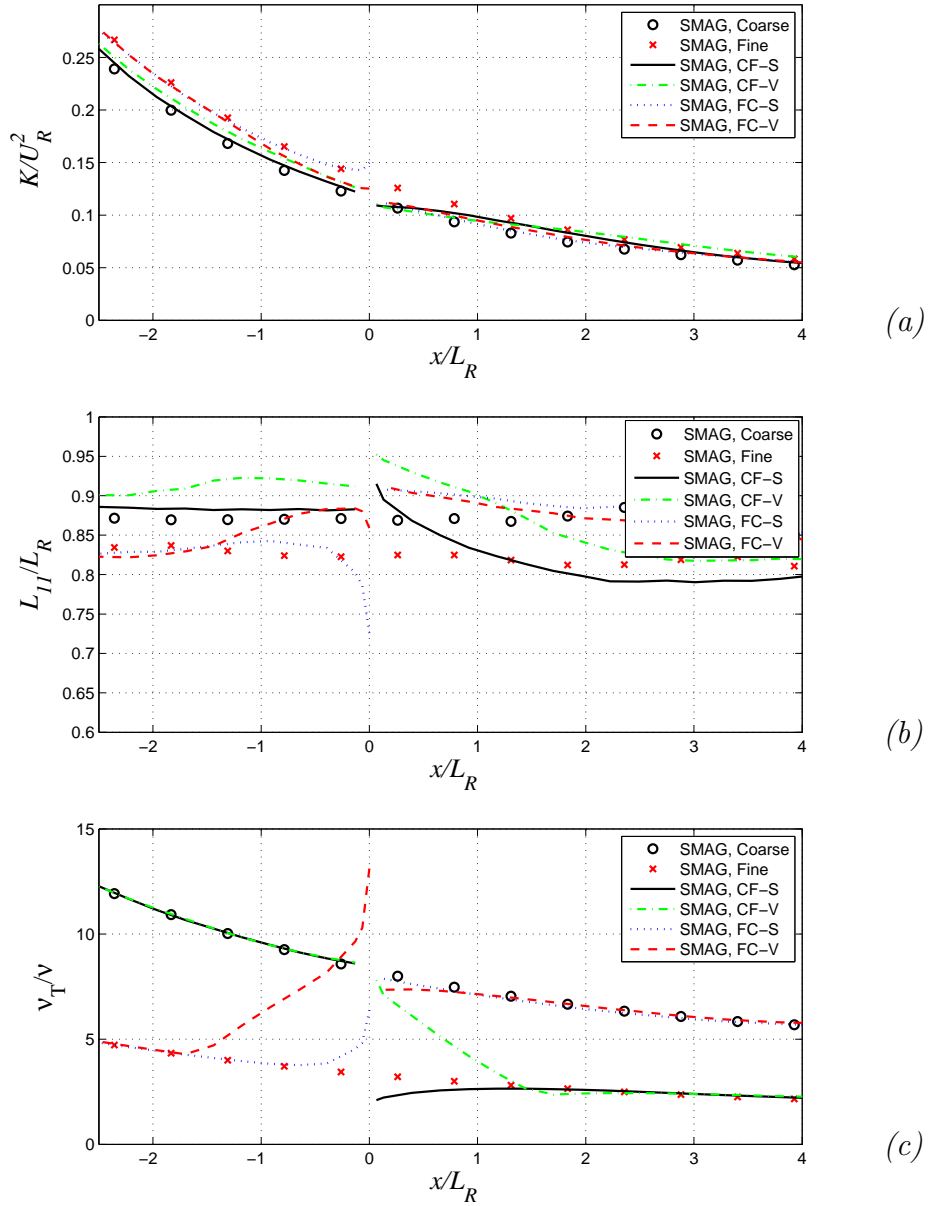 0.25
0.2
0.15
0.1
0.05
0
K/U_R^2
−2
−1
0
1
2
3
4
x/L_R
SMAG, Coarse
SMAG, Fine
SMAG, CF−S
SMAG, CF−V
SMAG, FC−S
SMAG, FC−V
(a)
1
0.95
0.9
0.85
0.8
0.75
0.7
0.65
0.6
L_{11}/L_R
−2
−1
0
1
2
3
4
x/L_R
SMAG, Coarse
SMAG, Fine
SMAG, CF−S
SMAG, CF−V
SMAG, FC−S
SMAG, FC−V
(b)
15
10
5
0
ν_T/ν
−2
−1
0
1
2
3
4
x/L_R
SMAG, Coarse
SMAG, Fine
SMAG, CF−S
SMAG, CF−V
SMAG, FC−S
SMAG, FC−V
(c)